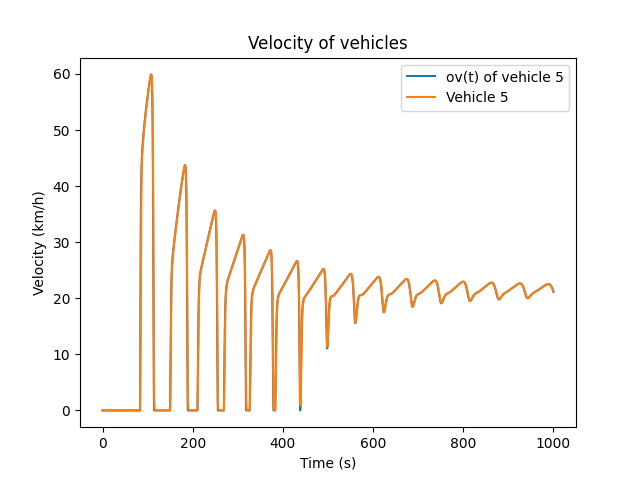 Velocity of vehicles
ov(t) of vehicle 5
Vehicle 5
Velocity (km/h)
60
50
40
30
20
10
0
0 200 400 600 800 1000
Time (s)